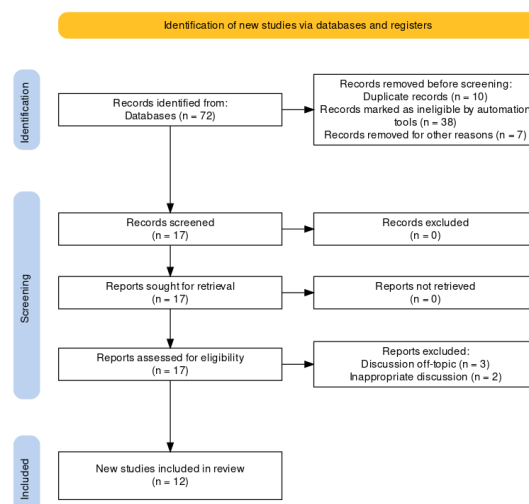 Identification of new studies via databases and registers
Identification
Records identified from:
Databases (n = 72)
Records removed before screening:
Duplicate records (n = 10)
Records marked as ineligible by automation
tools (n = 38)
Records removed for other reasons (n = 7)
Screening
Records screened
(n = 17)
Records excluded
(n = 0)
Reports sought for retrieval
(n = 17)
Reports not retrieved
(n = 0)
Reports assessed for eligibility
(n = 17)
Reports excluded:
Discussion off-topic (n = 3)
Inappropriate discussion (n = 2)
Included
New studies included in review
(n = 12)